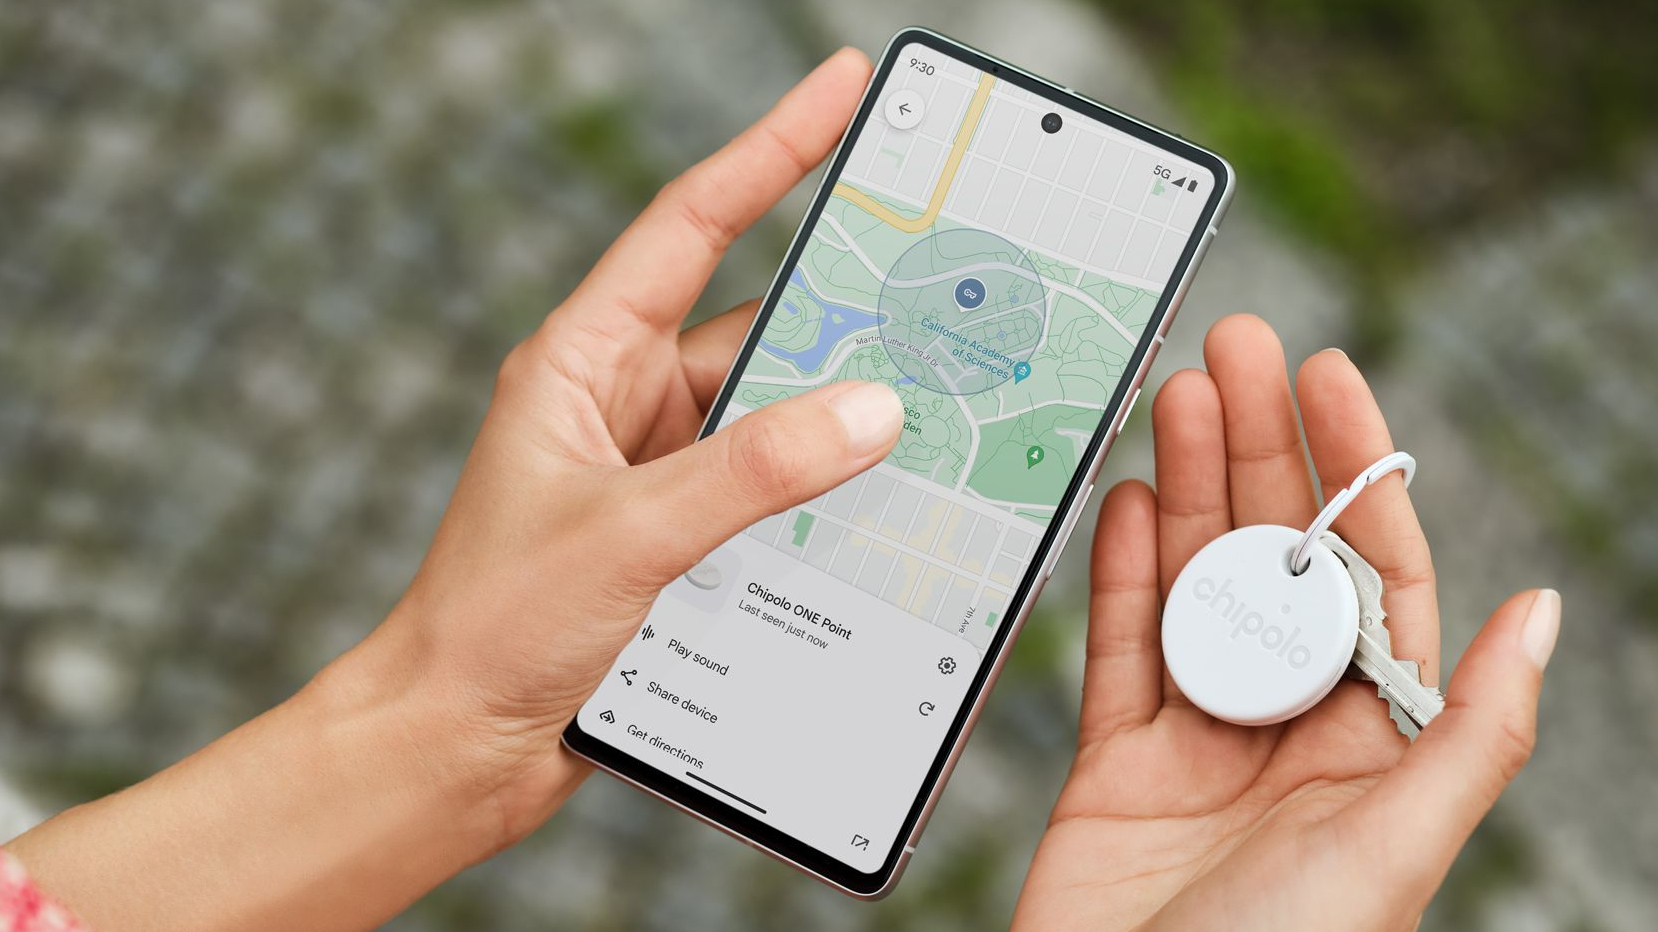 9:30
5G
California Academy
of Sciences
Martin Luther King Jr Dr
7th Ave
Chipolo ONE Point
Last seen just now
Play sound
Share device
Get directions
chipolo